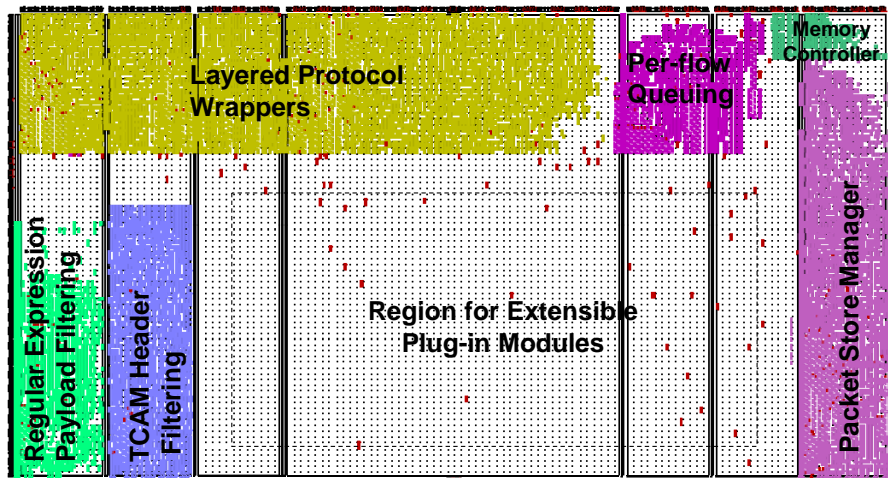 Layered Protocol
Wrappers
Per-flow
Queuing
Memory
Controller
Regular Expression
Payload Filtering
TCAM Header
Filtering
Region for Extensible
Plug-in Modules
Packet Store Manager